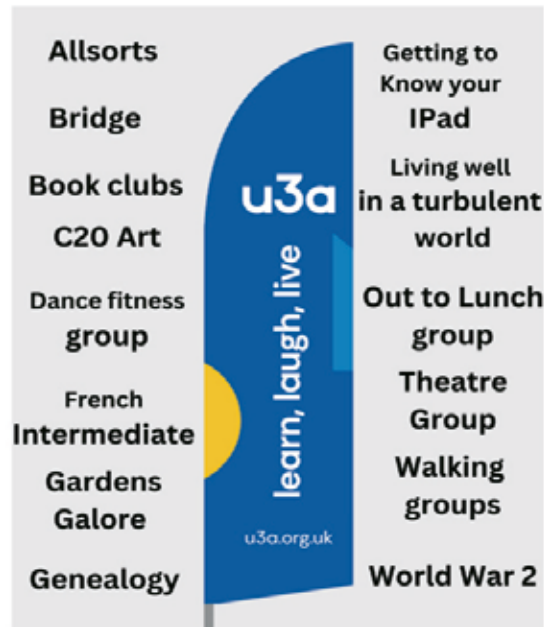 Allsorts
Bridge
Book clubs
C20 Art
Dance fitness
group
French
Intermediate
Gardens
Galore
Genealogy
u3a
learn, laugh, live
u3a.org.uk
Getting to
Know your
IPad
Living well
in a turbulent
world
Out to Lunch
group
Theatre
Group
Walking
groups
World War 2